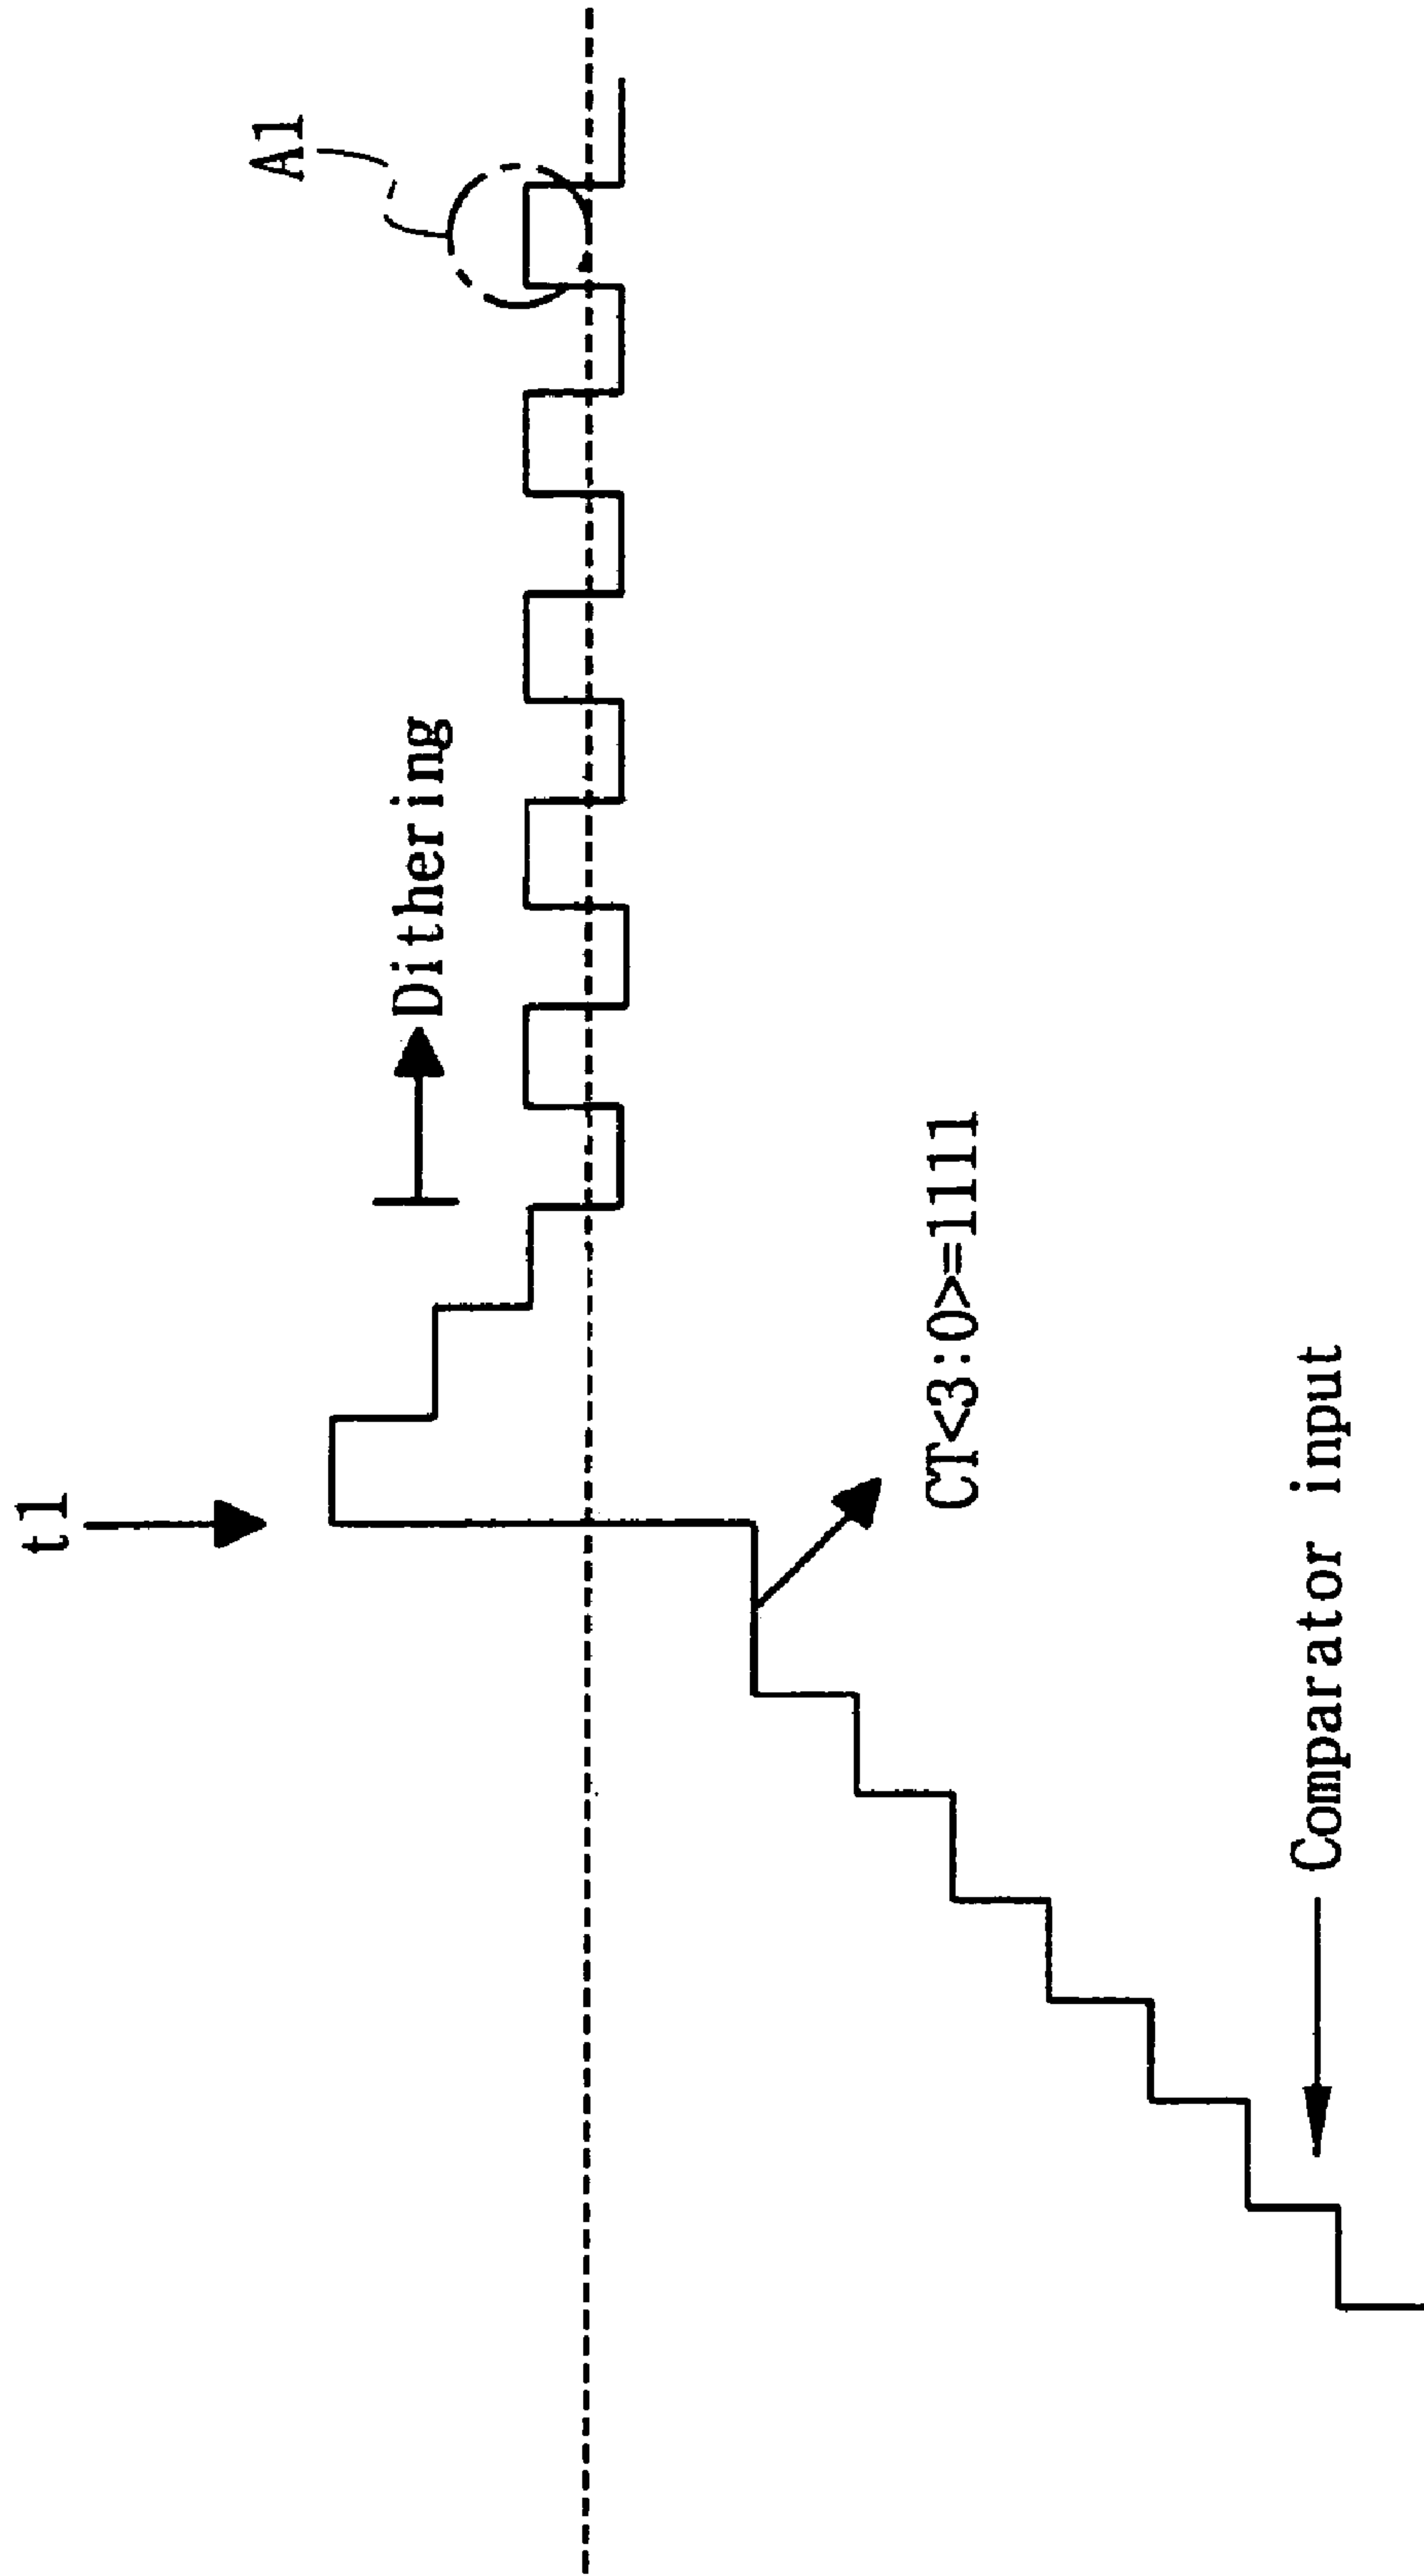 t1
Dithering
A1
CT<3:0>=1111
Comparator input